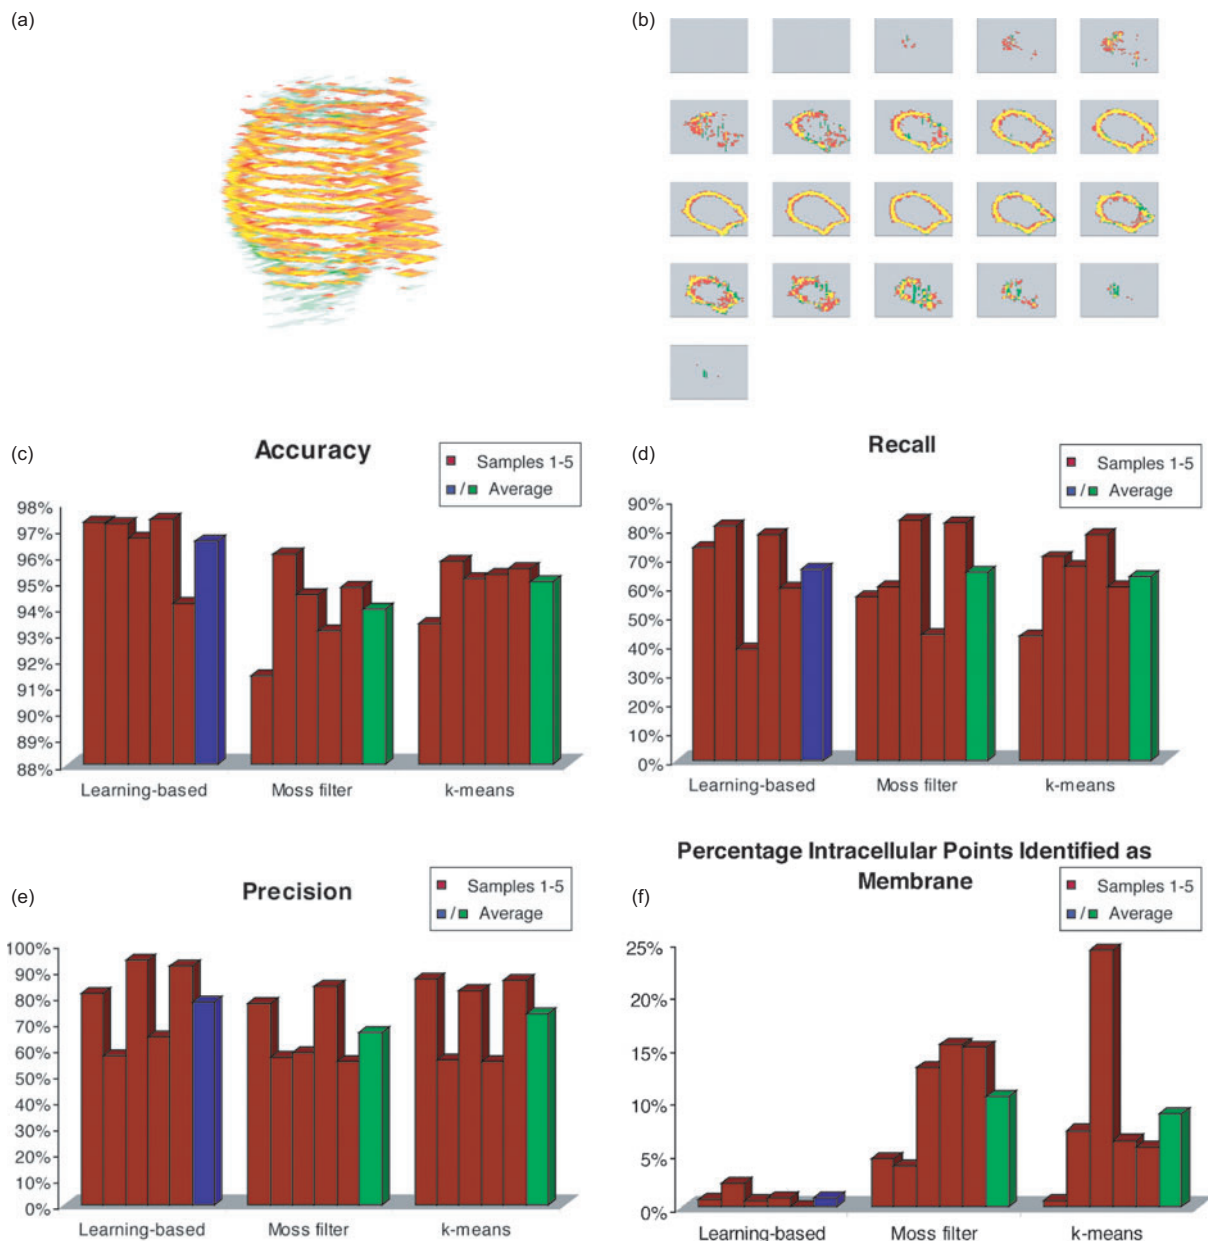 (a)
(b)
(c)
Accuracy
Samples 1-5
/ Average
98%
97%
96%
95%
94%
93%
92%
91%
90%
89%
88%
Learning-based Moss filter k-means
(d)
Recall
Samples 1-5
/ Average
90%
80%
70%
60%
50%
40%
30%
20%
10%
0%
Learning-based Moss filter k-means
(e)
Precision
Samples 1-5
/ Average
100%
90%
80%
70%
60%
50%
40%
30%
20%
10%
0%
Learning-based Moss filter k-means
Percentage Intracellular Points Identified as
Membrane
(f)
Samples 1-5
/ Average
25%
20%
15%
10%
5%
0%
Learning-based Moss filter k-means